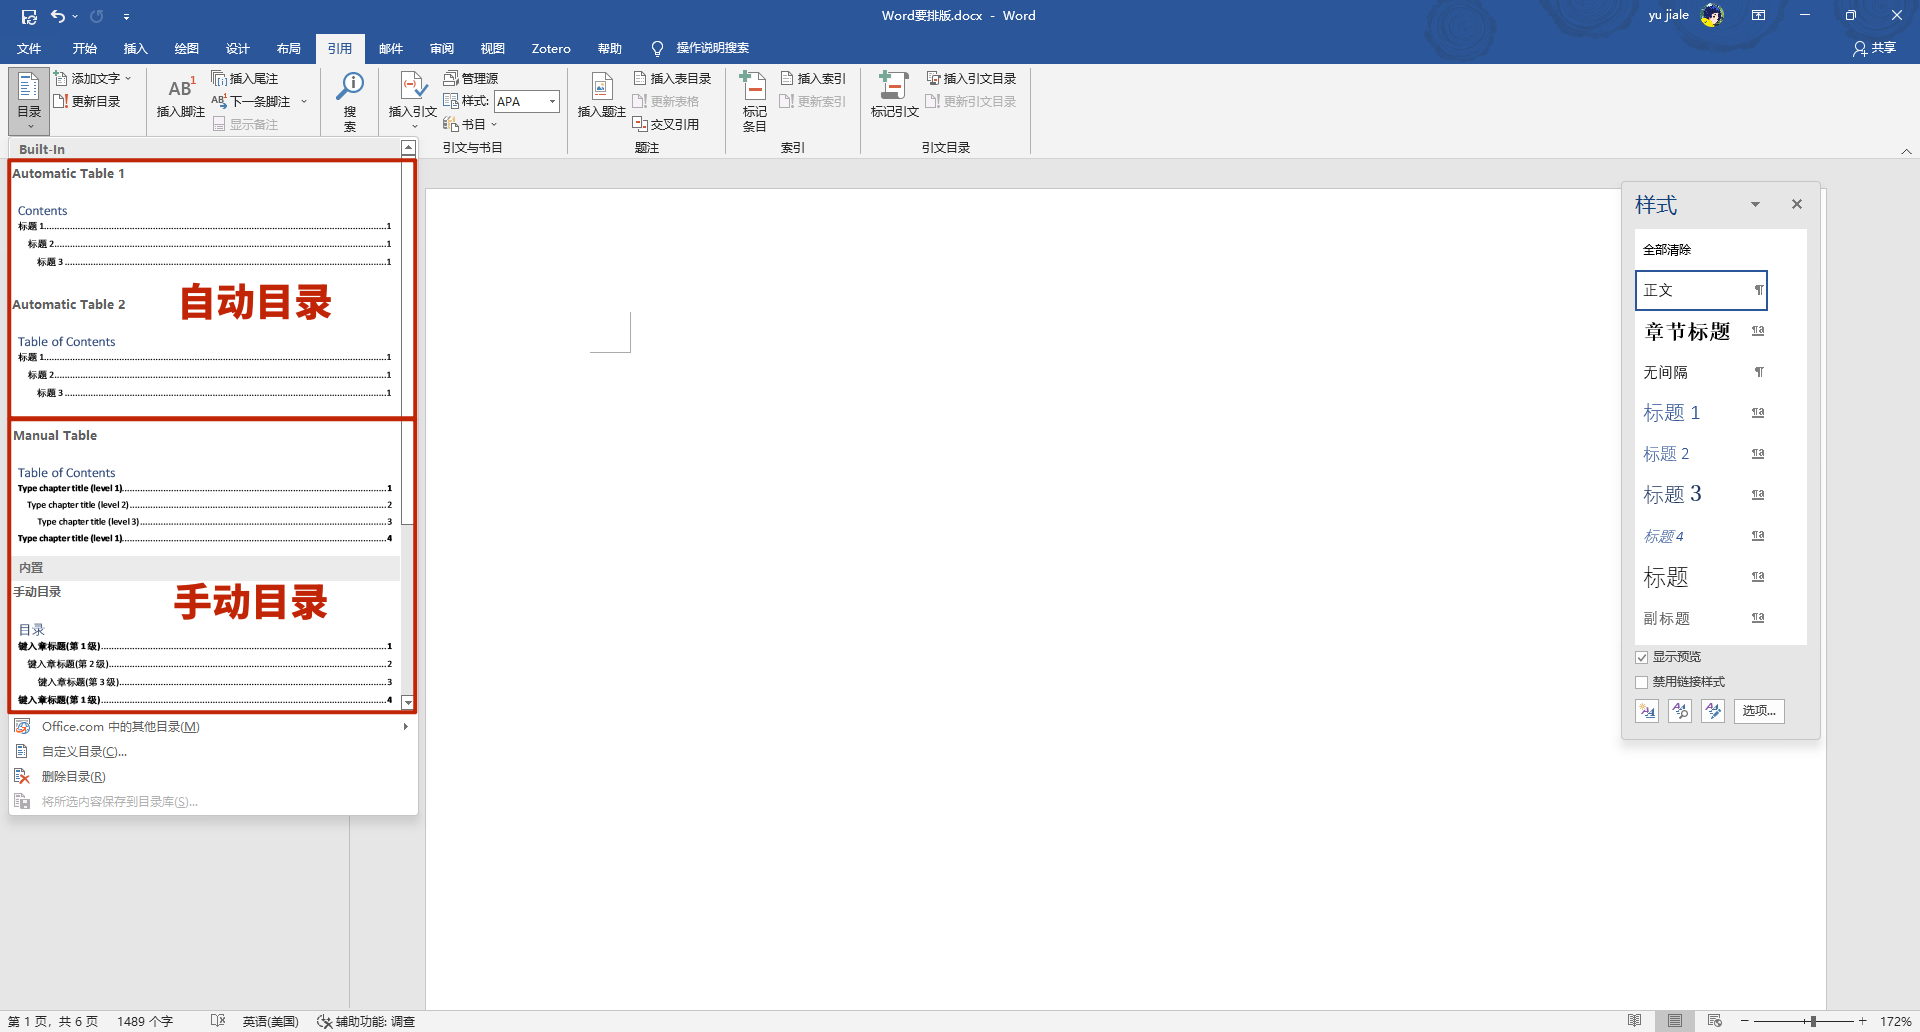 Word要排版.docx - Word
yu jiale
文件 开始 插入 绘图 设计 布局 引用 邮件 审阅 视图 Zotero 帮助 操作说明搜索 共享
目录
添加文字
更新目录
AB1
插入脚注
插入尾注
AB1 下一条脚注
显示备注
搜索
插入引文
管理源
样式: APA
书目
引文与书目
插入题注
插入表目录
更新表格
交叉引用
题注
标记条目
插入索引
更新索引
索引
标记引文
插入引文目录
更新引文目录
引文目录
Built-In
Automatic Table 1
Contents
标题 1....................1
标题 2....................1
标题 3....................1
自动目录
Automatic Table 2
Table of Contents
标题 1....................1
标题 2....................1
标题 3....................1
Manual Table
Table of Contents
Type chapter title (level 1)....................1
Type chapter title (level 2)....................2
Type chapter title (level 3)....................3
Type chapter title (level 1)....................4
内置
手动目录
手动目录
目录
键入章标题(第 1 级)....................1
键入章标题(第 2 级)....................2
键入章标题(第 3 级)....................3
键入章标题(第 1 级)....................4
Office.com 中的其他目录(M)
自定义目录(C)...
删除目录(R)
将所选内容保存到目录库(S)...
样式
全部清除
正文
章节标题
无间隔
标题 1
标题 2
标题 3
标题 4
标题
副标题
显示预览
禁用链接样式
选项...
第 1 页，共 6 页 1489 个字 英语(美国) 辅助功能: 调查 172%